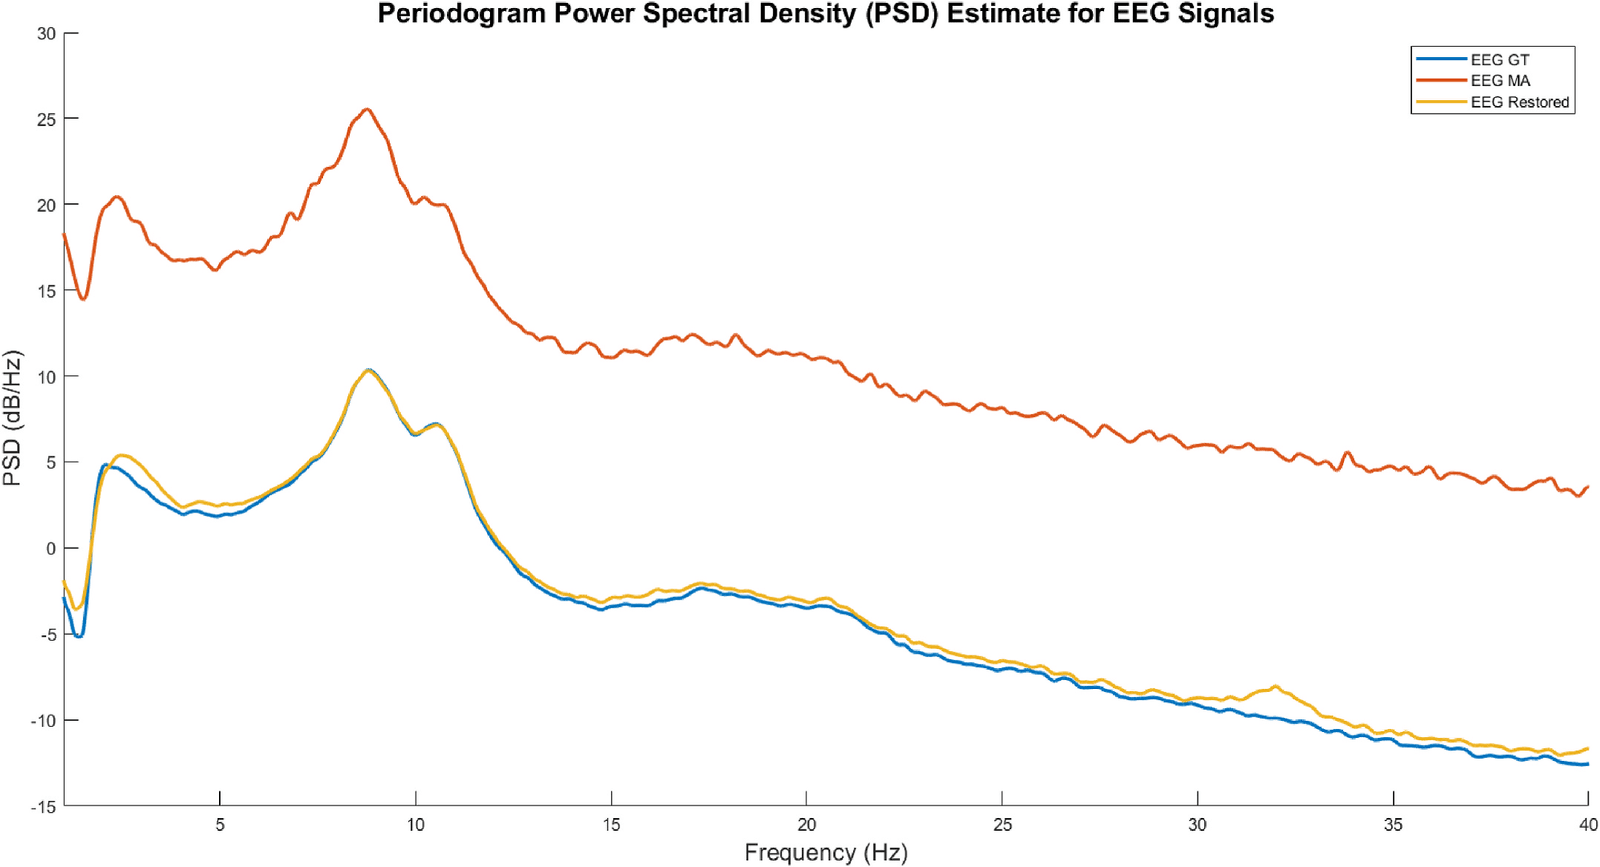 Periodogram Power Spectral Density (PSD) Estimate for EEG Signals
EEG GT
EEG MA
EEG Restored
PSD (dB/Hz)
30
25
20
15
10
5
0
-5
-10
-15
5 10 15 20 25 30 35 40
Frequency (Hz)